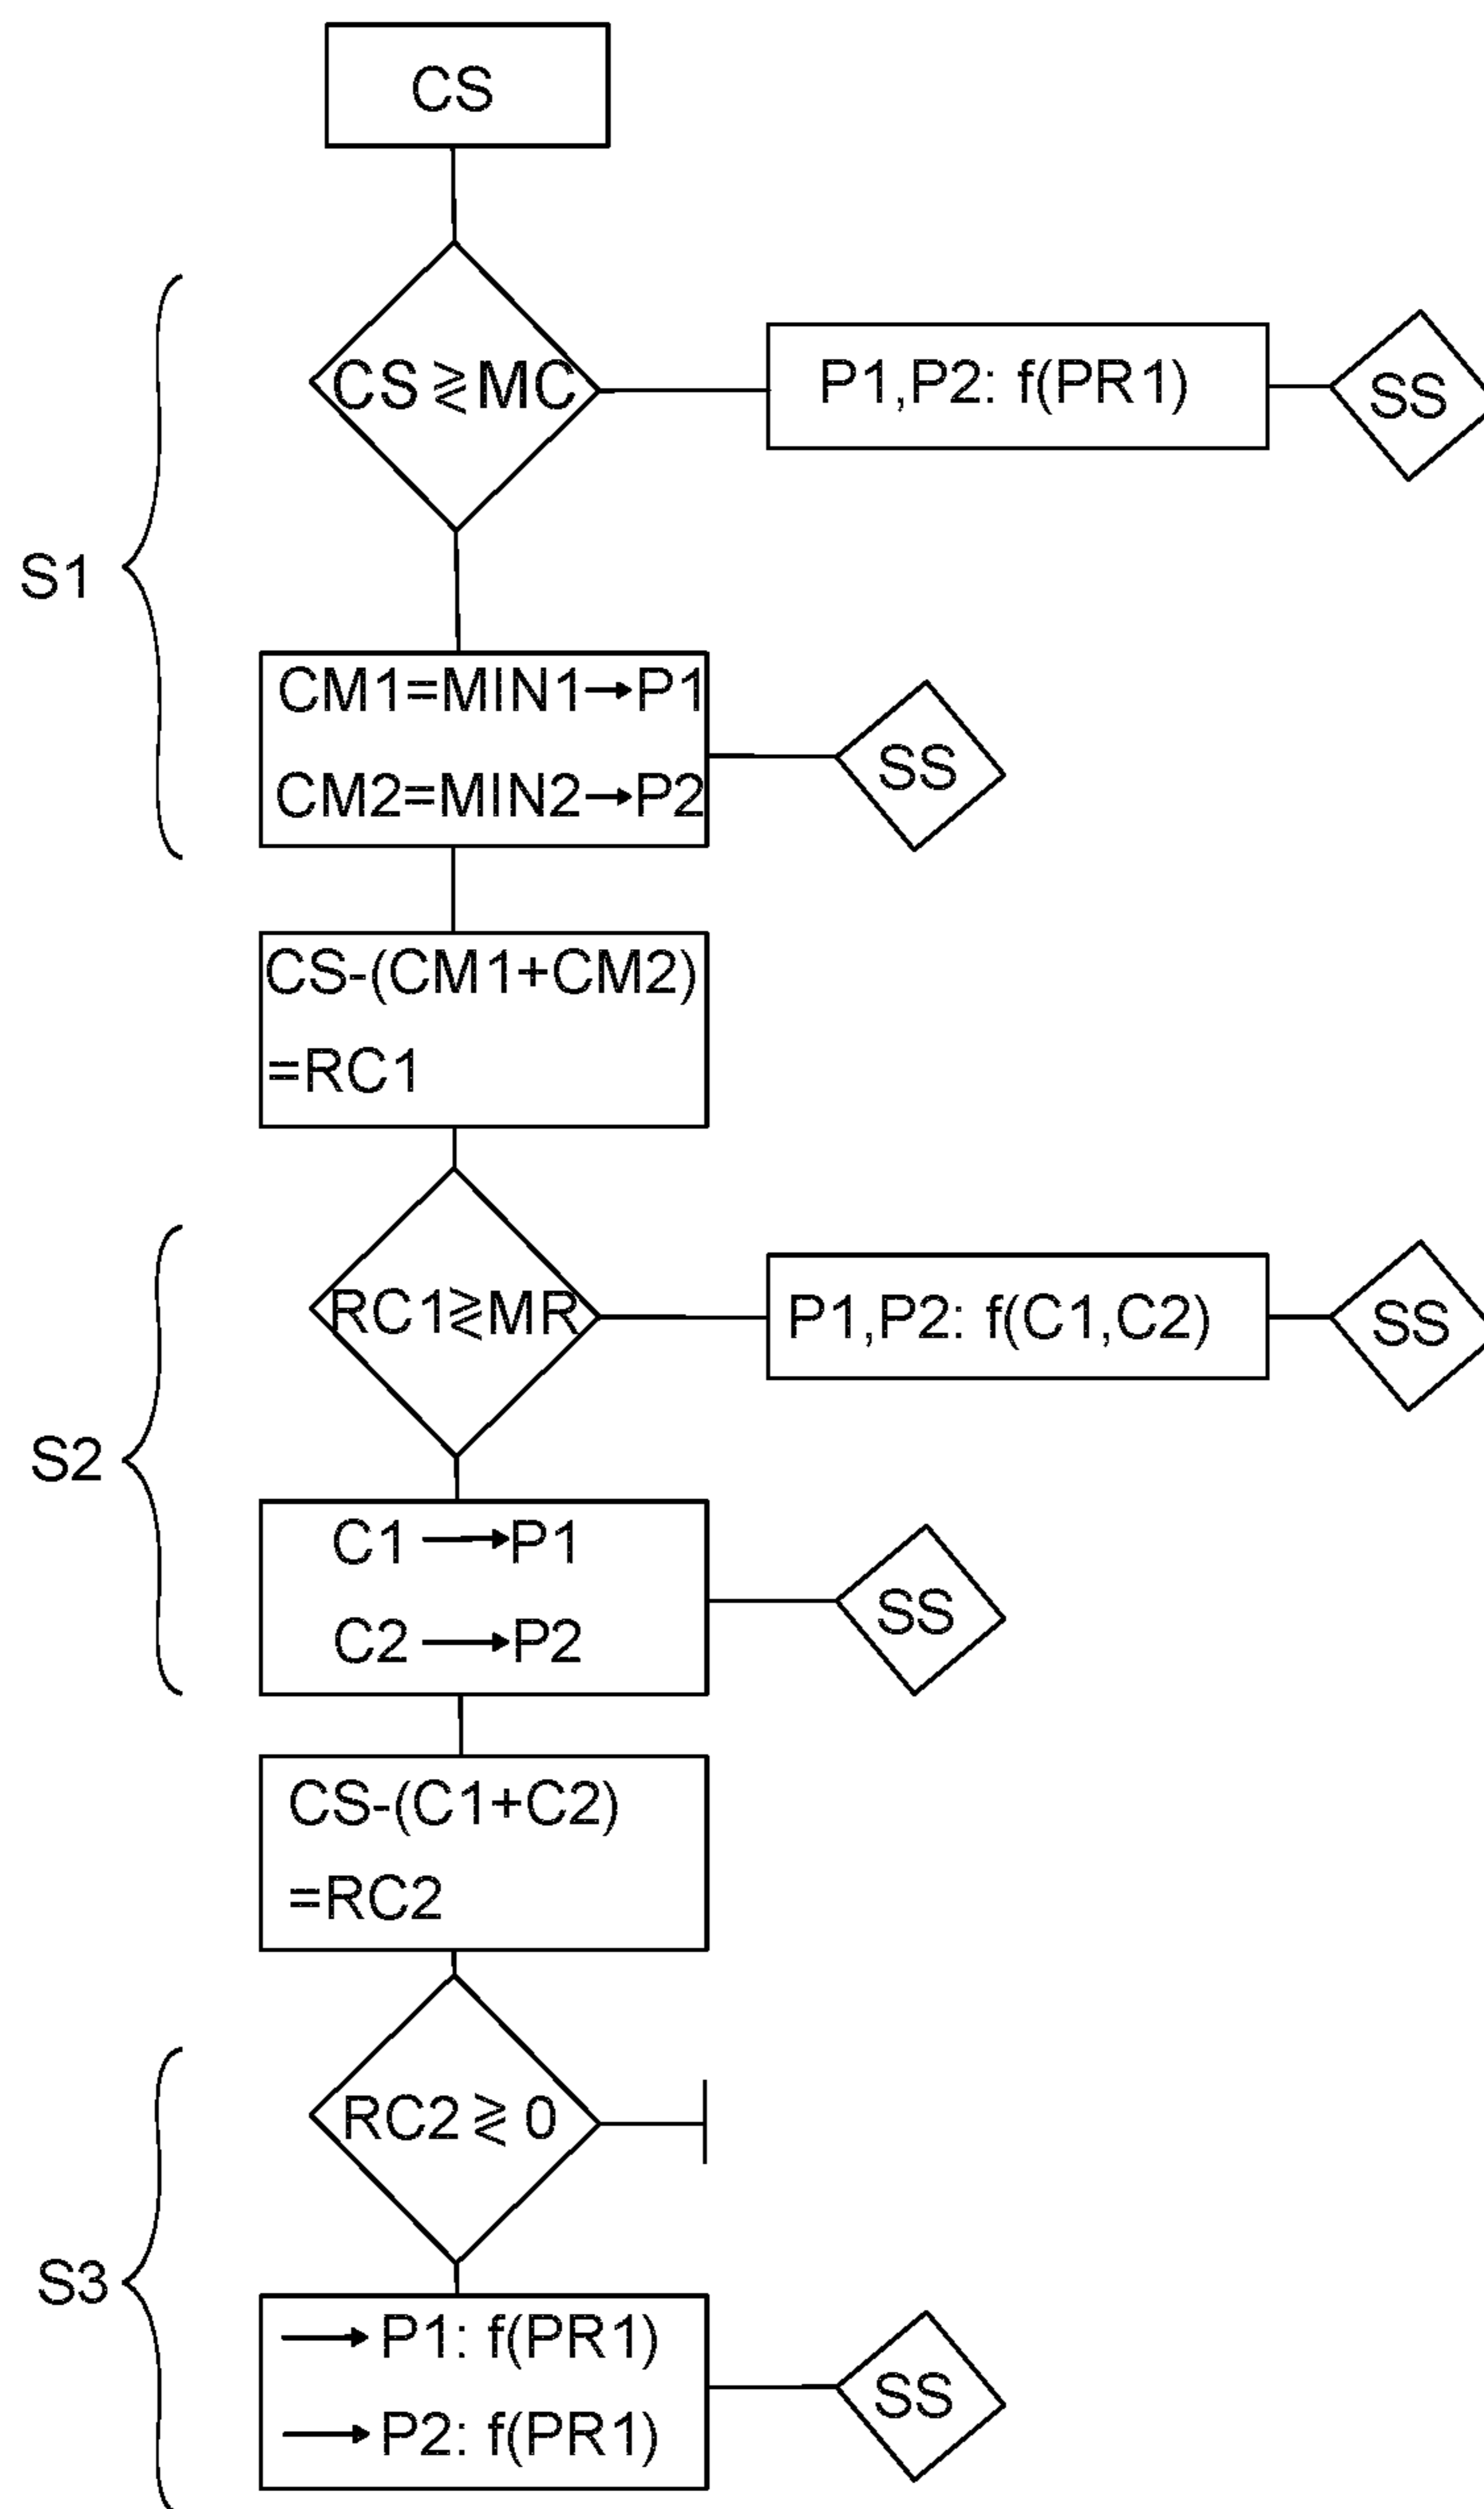 CS
CS ⪌ MC
P1,P2: f(PR1)
SS
S1
CM1=MIN1→P1
CM2=MIN2→P2
SS
CS-(CM1+CM2)
=RC1
RC1⪌MR
P1,P2: f(C1,C2)
SS
S2
C1 → P1
C2 → P2
SS
CS-(C1+C2)
=RC2
RC2 ⪌ 0
S3
→ P1: f(PR1)
→ P2: f(PR1)
SS